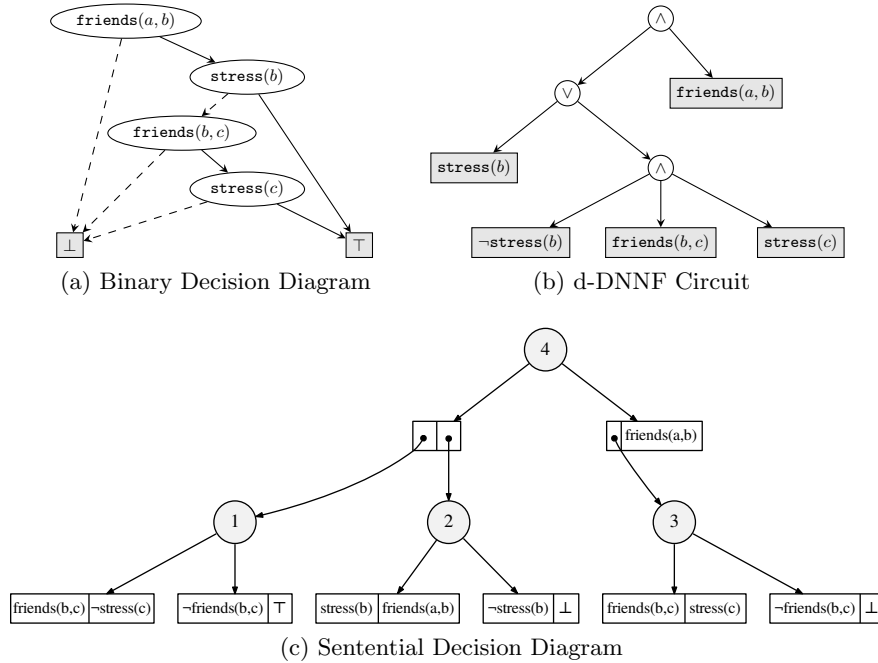 friends(a, b)
stress(b)
friends(b, c)
stress(c)
⊥
⊤
(a) Binary Decision Diagram
∧
∨
friends(a, b)
stress(b)
∧
¬stress(b)
friends(b, c)
stress(c)
(b) d-DNNF Circuit
4
friends(a,b)
1
2
3
friends(b,c) ¬stress(c)
¬friends(b,c) ⊤
stress(b) friends(a,b)
¬stress(b) ⊥
friends(b,c) stress(c)
¬friends(b,c) ⊥
(c) Sentential Decision Diagram